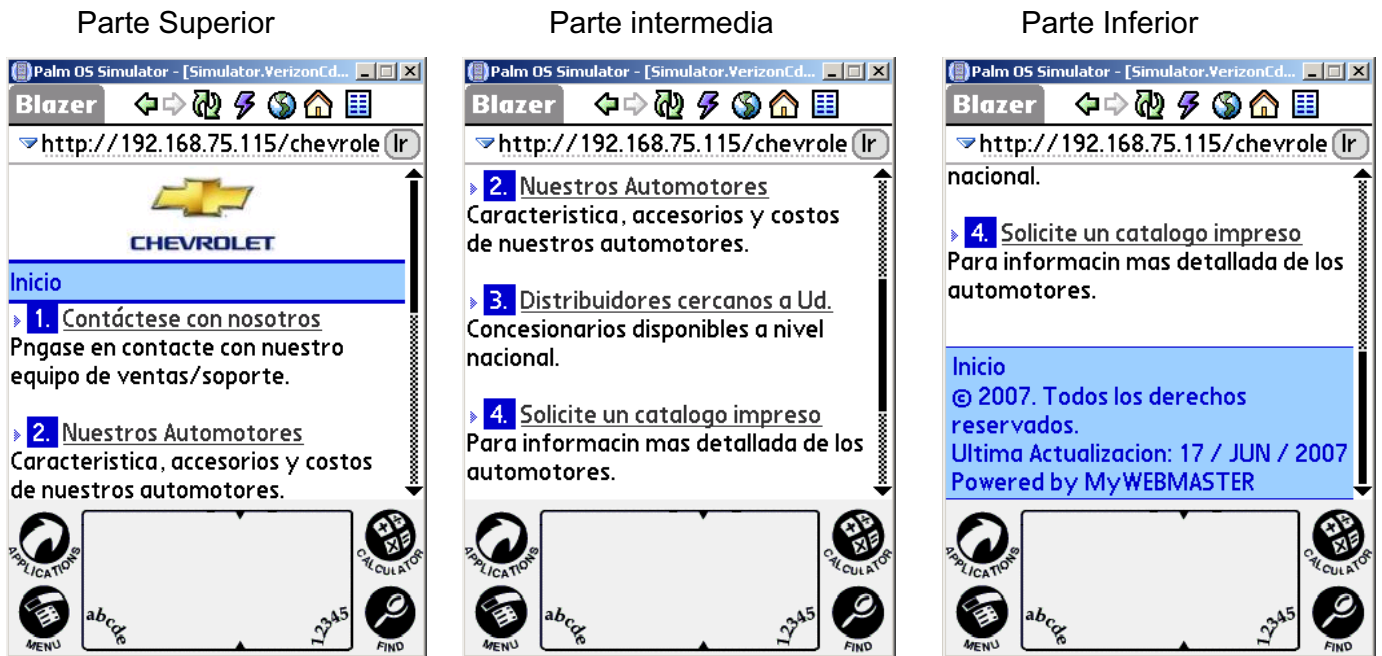 Parte Superior
Palm OS Simulator - [Simulator.VerizonCd...
Blazer
http://192.168.75.115/chevrole Ir
CHEVROLET
Inicio
1. Contáctese con nosotros
Pngase en contacte con nuestro
equipo de ventas/soporte.
2. Nuestros Automotores
Caracteristica, accesorios y costos
de nuestros automotores.
APPLICATIONS
CALCULATOR
MENU
abcde
12345
FIND
Parte intermedia
Palm OS Simulator - [Simulator.VerizonCd...
Blazer
http://192.168.75.115/chevrole Ir
2. Nuestros Automotores
Caracteristica, accesorios y costos
de nuestros automotores.
3. Distribuidores cercanos a Ud.
Concesionarios disponibles a nivel
nacional.
4. Solicite un catalogo impreso
Para informacin mas detallada de los
automotores.
APPLICATIONS
CALCULATOR
MENU
abcde
12345
FIND
Parte Inferior
Palm OS Simulator - [Simulator.VerizonCd...
Blazer
http://192.168.75.115/chevrole Ir
nacional.
4. Solicite un catalogo impreso
Para informacin mas detallada de los
automotores.
Inicio
© 2007. Todos los derechos
reservados.
Ultima Actualizacion: 17 / JUN / 2007
Powered by MyWEBMASTER
APPLICATIONS
CALCULATOR
MENU
abcde
12345
FIND